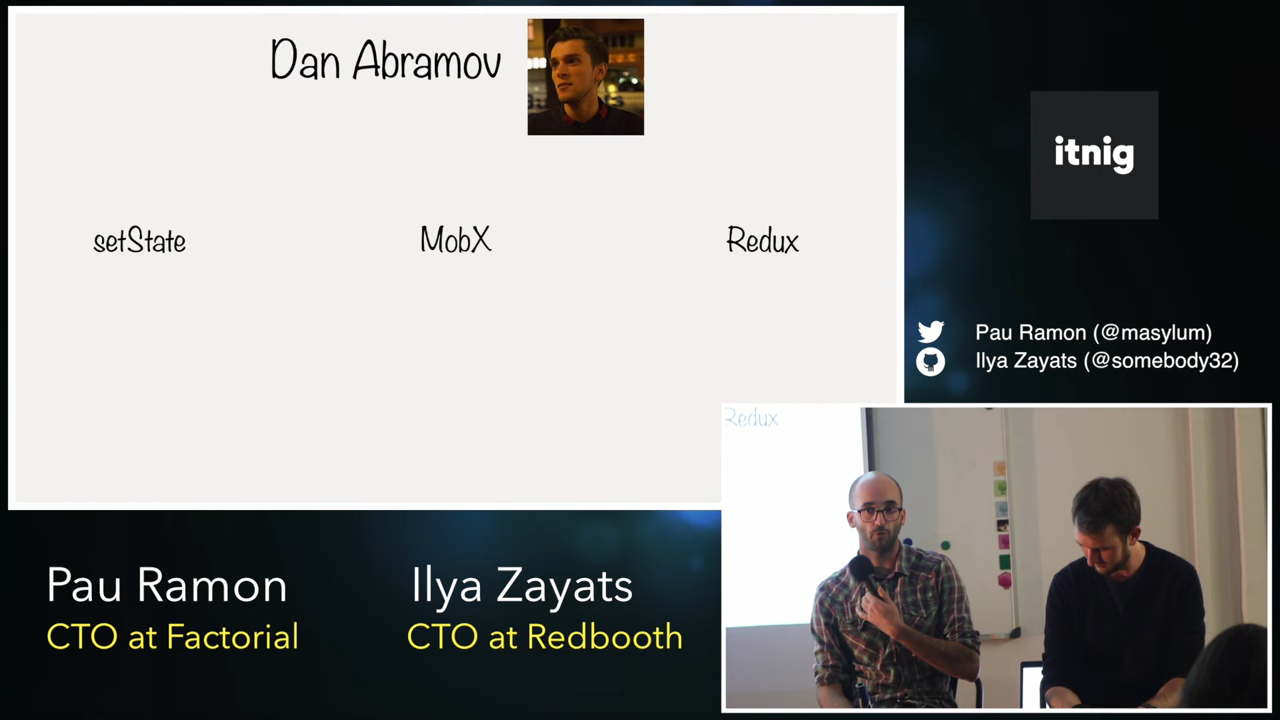 Dan Abramov
setState
MobX
Redux
itnig
Pau Ramon (@masylum)
Ilya Zayats (@somebody32)
Redux
Pau Ramon
CTO at Factorial
Ilya Zayats
CTO at Redbooth